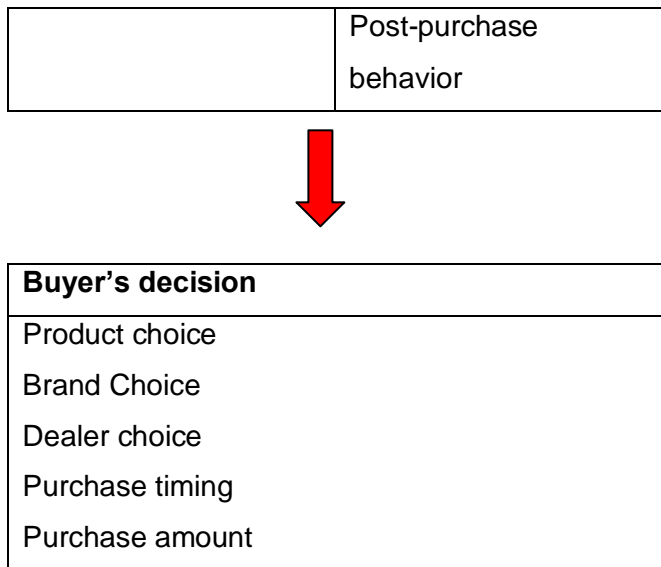 Post-purchase
behavior
Buyer’s decision
Product choice
Brand Choice
Dealer choice
Purchase timing
Purchase amount